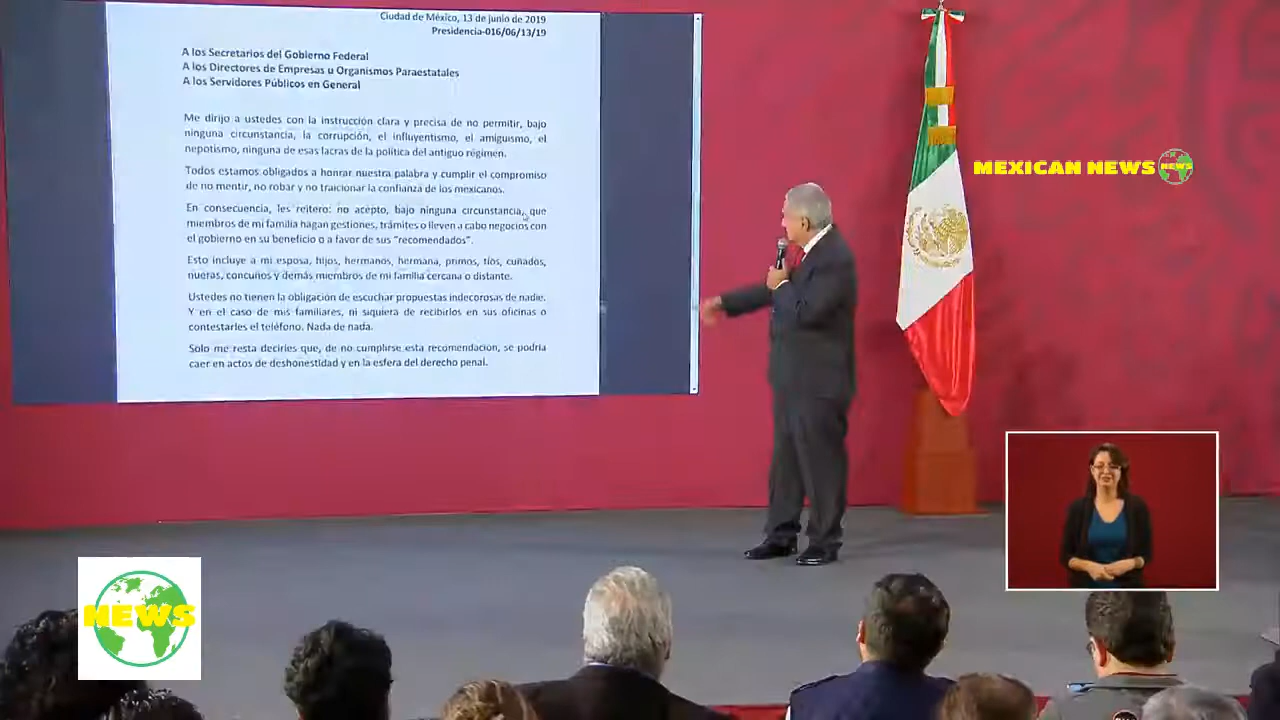 Ciudad de México, 13 de junio de 2019
Presidencia-016/06/13/19
A los Secretarios del Gobierno Federal
A los Directores de Empresas u Organismos Paraestatales
A los Servidores Públicos en General
Me dirijo a ustedes con la instrucción clara y precisa de no permitir, bajo
ninguna circunstancia, la corrupción, el influyentismo, el amiguismo, el
nepotismo, ninguna de esas lacras de la política del antiguo régimen.
Todos estamos obligados a honrar nuestra palabra y cumplir el compromiso
de no mentir, no robar y no traicionar la confianza de los mexicanos.
En consecuencia, les reitero: no acepto, bajo ninguna circunstancia, que
miembros de mi familia hagan gestiones, trámites o lleven a cabo negocios con
el gobierno en su beneficio o a favor de sus "recomendados".
Esto incluye a mi esposa, hijos, hermanos, hermana, primos, tíos, cuñados,
nueras, concuños y demás miembros de mi familia cercana o distante.
Ustedes no tienen la obligación de escuchar propuestas indecorosas de nadie.
Y en el caso de mis familiares, ni siquiera de recibirlos en sus oficinas o
contestarles el teléfono. Nada de nada.
Solo me resta decirles que, de no cumplirse esta recomendación, se podría
caer en actos de deshonestidad y en la esfera del derecho penal.
MEXICAN NEWS
NEWS
NEWS